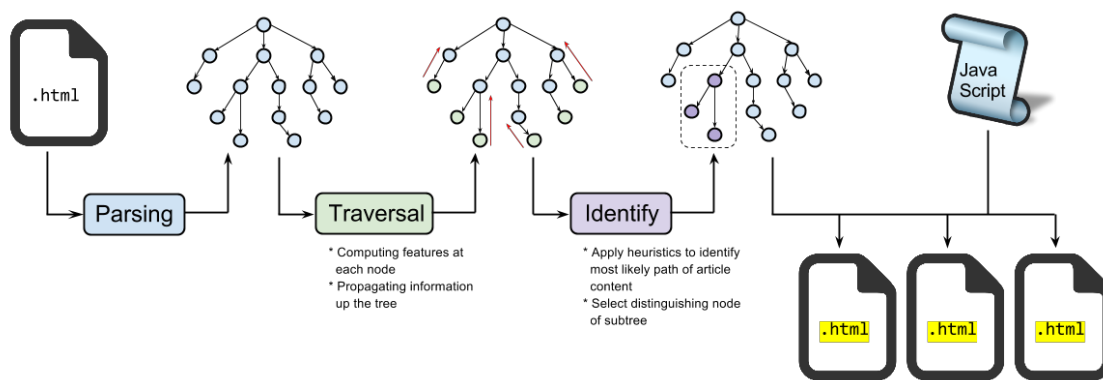 .html
Java
Script
Parsing
Traversal
Identify
* Computing features at
each node
* Propagating information
up the tree
* Apply heuristics to identify
most likely path of article
content
* Select distinguishing node
of subtree
.html
.html
.html